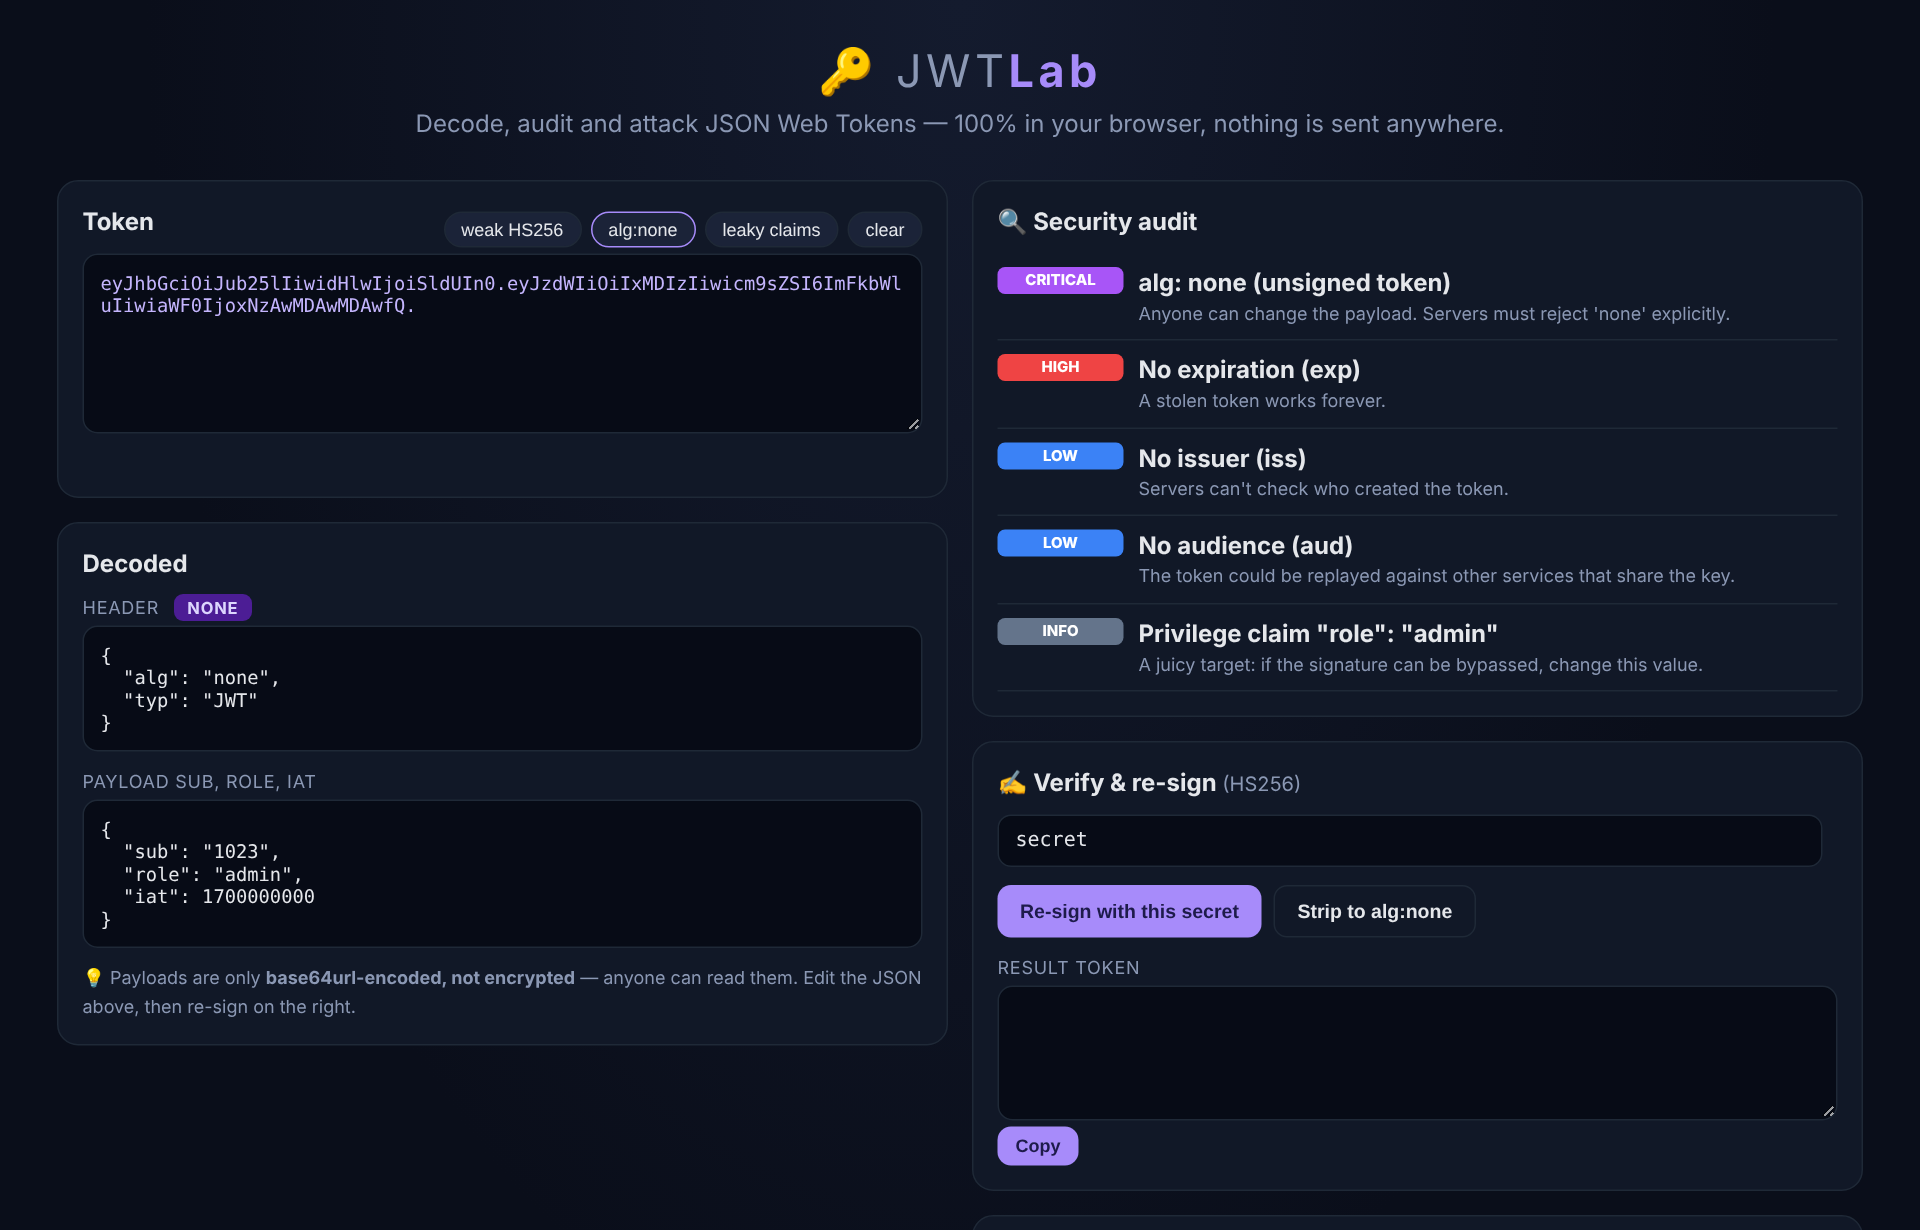 🔑 JWTLab
Decode, audit and attack JSON Web Tokens — 100% in your browser, nothing is sent anywhere.
Token
weak HS256
alg:none
leaky claims
clear
eyJhbGciOiJub25lIiwidHlwIjoiSldUIn0.eyJzdWIiOiIxMDIzIiwicm9sZSI6ImFkbWl
uIiwiaWF0IjoxNzAwMDAwMDAwfQ.
Decoded
HEADER NONE
{
  "alg": "none",
  "typ": "JWT"
}
PAYLOAD SUB, ROLE, IAT
{
  "sub": "1023",
  "role": "admin",
  "iat": 1700000000
}
💡 Payloads are only base64url-encoded, not encrypted — anyone can read them. Edit the JSON
above, then re-sign on the right.
🔍 Security audit
CRITICAL
alg: none (unsigned token)
Anyone can change the payload. Servers must reject 'none' explicitly.
HIGH
No expiration (exp)
A stolen token works forever.
LOW
No issuer (iss)
Servers can't check who created the token.
LOW
No audience (aud)
The token could be replayed against other services that share the key.
INFO
Privilege claim "role": "admin"
A juicy target: if the signature can be bypassed, change this value.
✍️ Verify & re-sign (HS256)
secret
Re-sign with this secret
Strip to alg:none
RESULT TOKEN
Copy